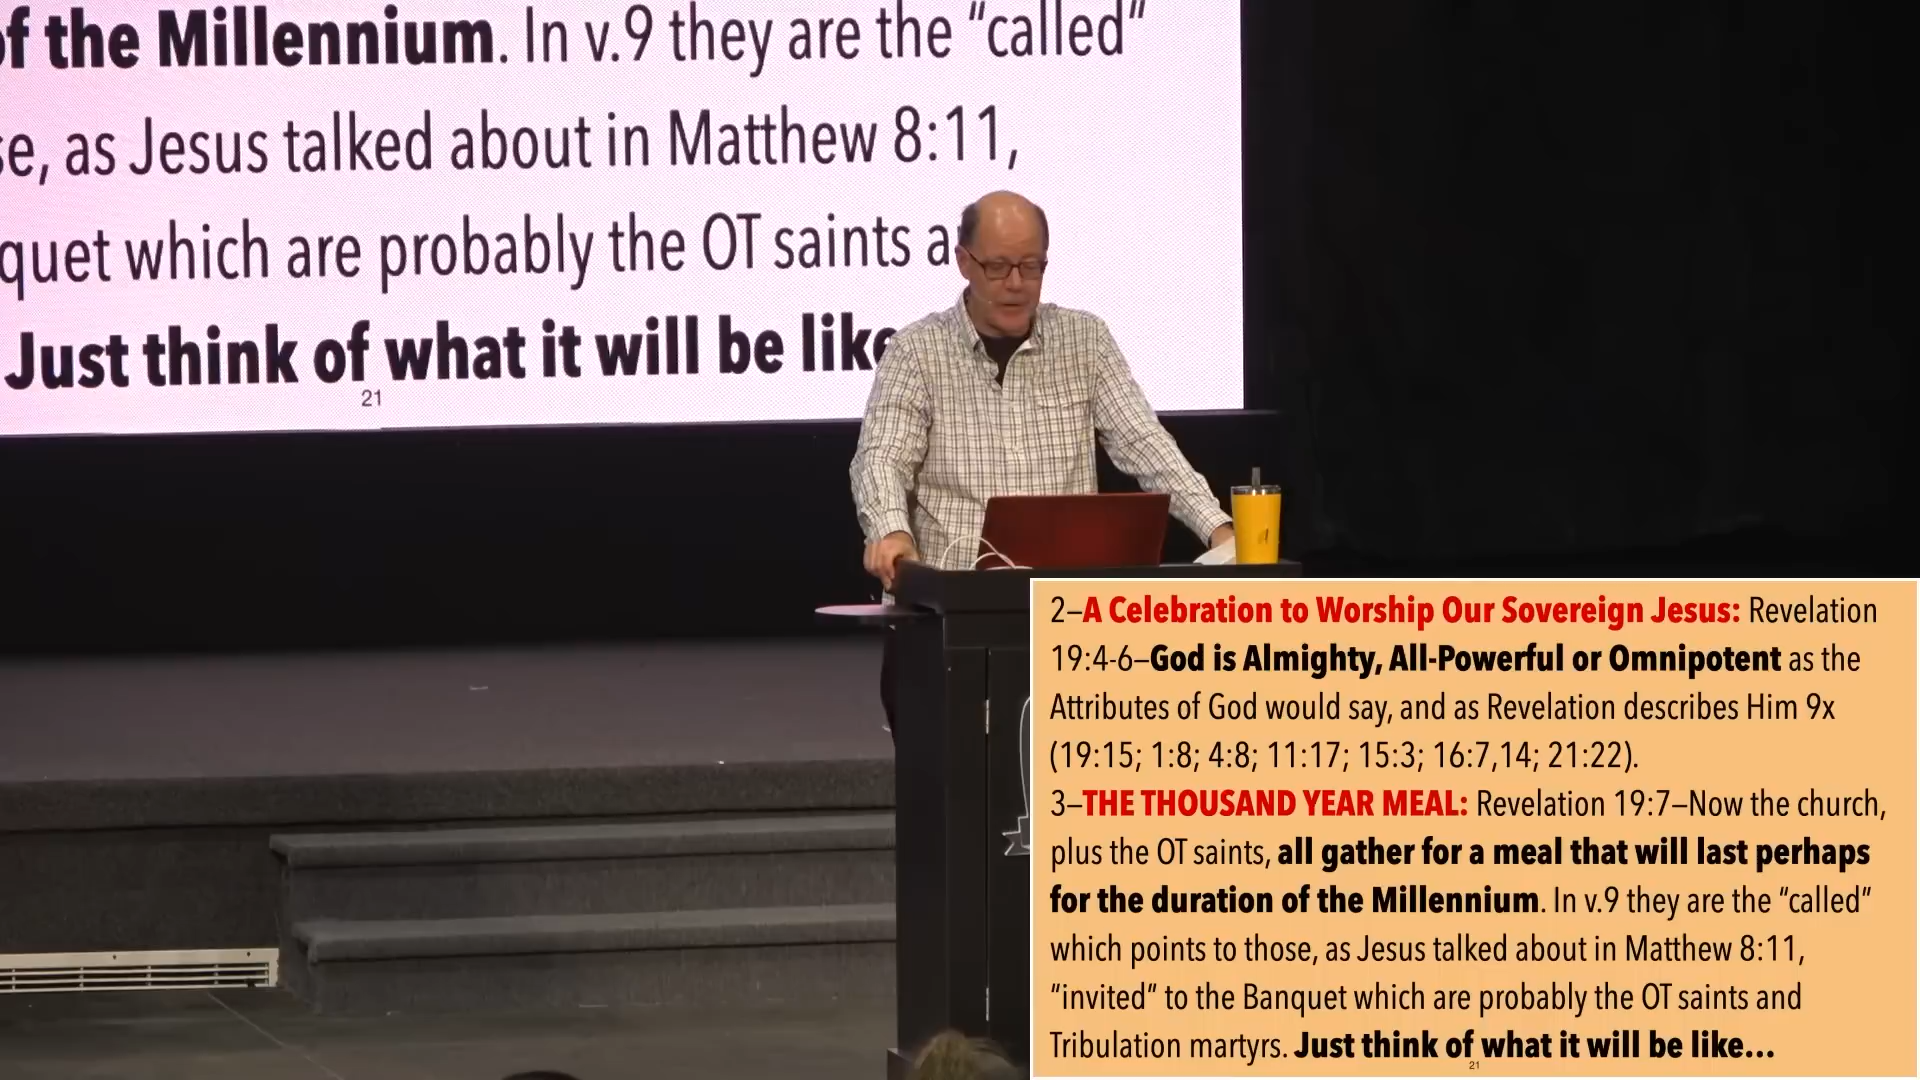 of the Millennium. In v.9 they are the “called”
se, as Jesus talked about in Matthew 8:11,
quet which are probably the OT saints a
Just think of what it will be like
21
2–A Celebration to Worship Our Sovereign Jesus: Revelation
19:4-6–God is Almighty, All-Powerful or Omnipotent as the
Attributes of God would say, and as Revelation describes Him 9x
(19:15; 1:8; 4:8; 11:17; 15:3; 16:7,14; 21:22).
3–THE THOUSAND YEAR MEAL: Revelation 19:7–Now the church,
plus the OT saints, all gather for a meal that will last perhaps
for the duration of the Millennium. In v.9 they are the “called”
which points to those, as Jesus talked about in Matthew 8:11,
“invited” to the Banquet which are probably the OT saints and
Tribulation martyrs. Just think of what it will be like...
21